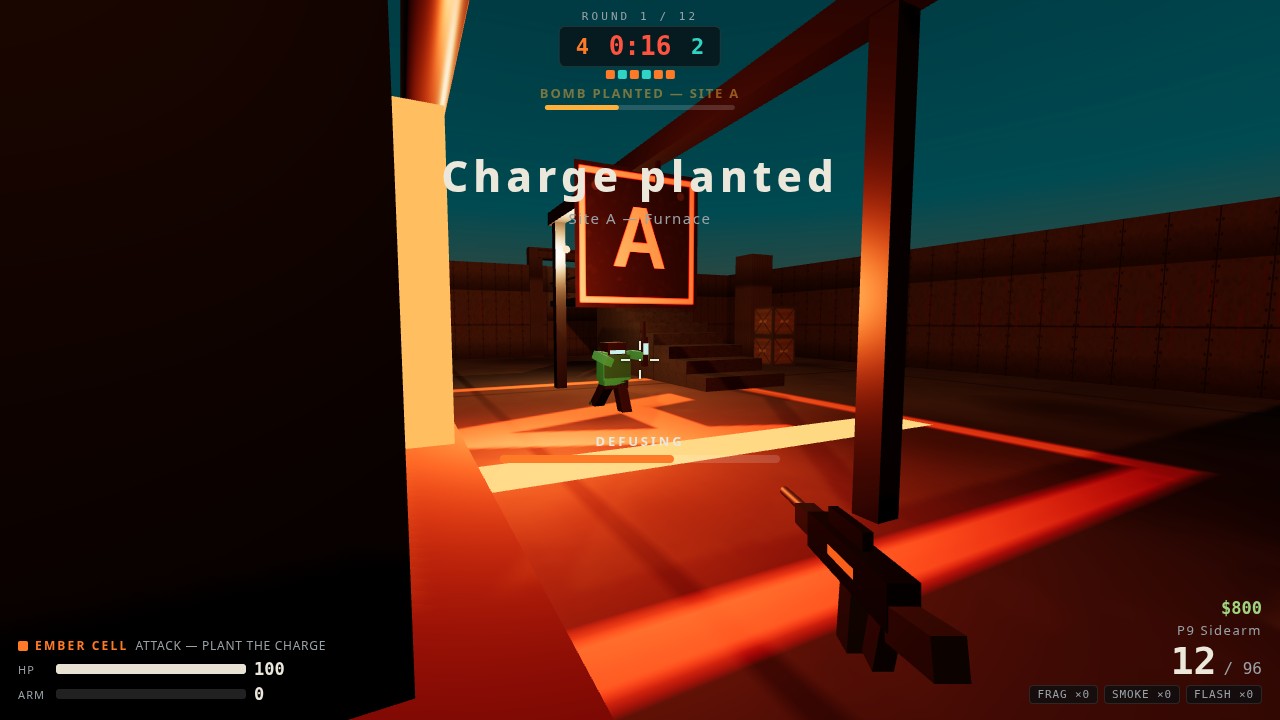 ROUND 1 / 12
4 0:16 2
BOMB PLANTED — SITE A
Charge planted
Site A — Furnace
A
DEFUSING
EMBER CELL ATTACK — PLANT THE CHARGE
HP 100
ARM 0
$800
P9 Sidearm
12 / 96
FRAG ×0 SMOKE ×0 FLASH ×0